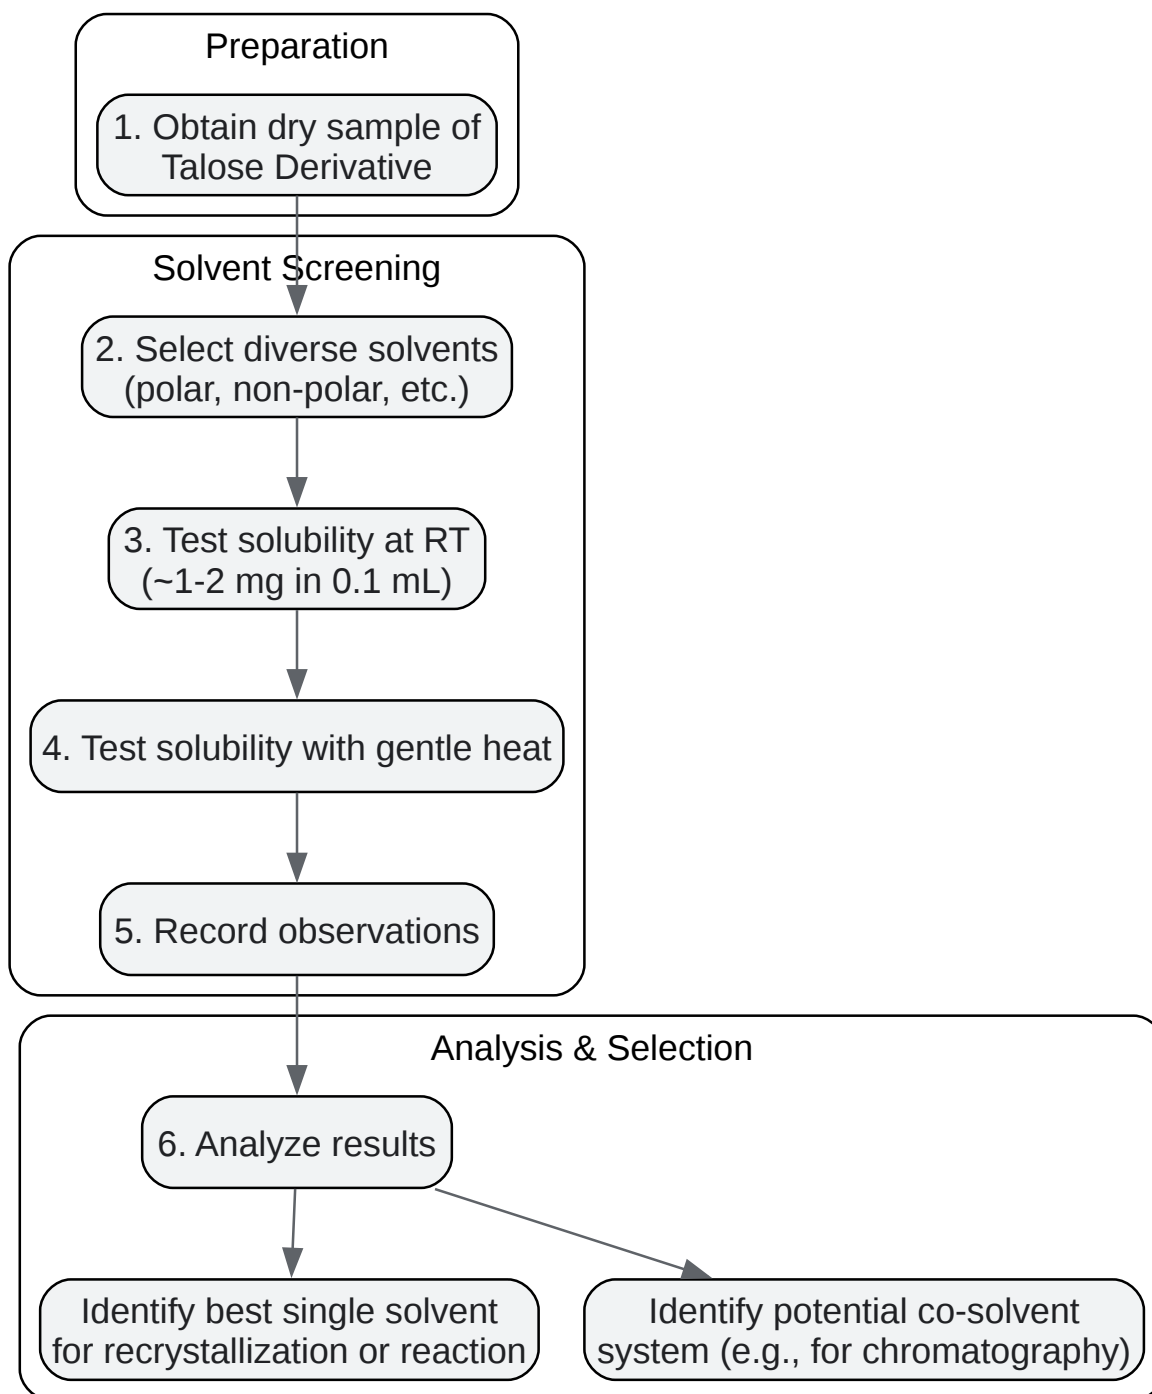 Preparation
1. Obtain dry sample of
Talose Derivative
Solvent Screening
2. Select diverse solvents
(polar, non-polar, etc.)
3. Test solubility at RT
(~1-2 mg in 0.1 mL)
4. Test solubility with gentle heat
5. Record observations
Analysis & Selection
6. Analyze results
Identify best single solvent
for recrystallization or reaction
Identify potential co-solvent
system (e.g., for chromatography)